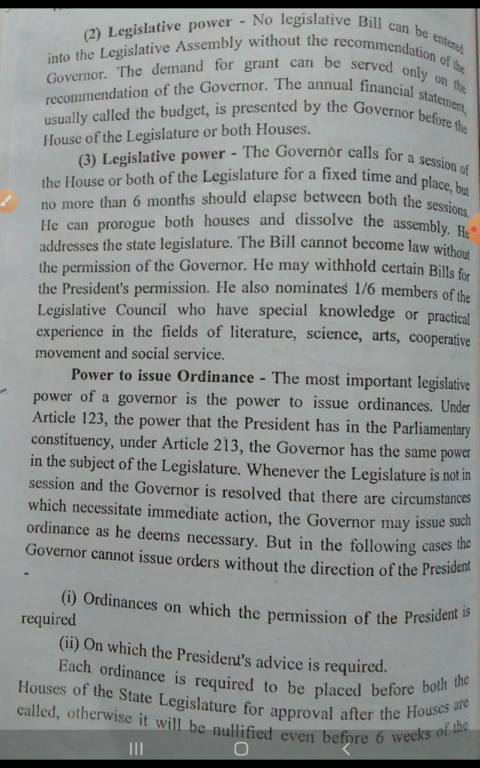 (2) Legislative power - No legislative Bill can be entered
into the Legislative Assembly without the recommendation of the
Governor. The demand for grant can be served only on the
recommendation of the Governor. The annual financial statement,
usually called the budget, is presented by the Governor before the
House of the Legislature or both Houses.
(3) Legislative power - The Governor calls for a session of
the House or both of the Legislature for a fixed time and place, but
no more than 6 months should elapse between both the sessions.
He can prorogue both houses and dissolve the assembly. He
addresses the state legislature. The Bill cannot become law without
the permission of the Governor. He may withhold certain Bills for
the President's permission. He also nominates 1/6 members of the
Legislative Council who have special knowledge or practical
experience in the fields of literature, science, arts, cooperative
movement and social service.
Power to issue Ordinance - The most important legislative
power of a governor is the power to issue ordinances. Under
Article 123, the power that the President has in the Parliamentary
constituency, under Article 213, the Governor has the same power
in the subject of the Legislature. Whenever the Legislature is not in
session and the Governor is resolved that there are circumstances
which necessitate immediate action, the Governor may issue such
ordinance as he deems necessary. But in the following cases the
Governor cannot issue orders without the direction of the President
-
(i) Ordinances on which the permission of the President is
required
(ii) On which the President's advice is required.
Each ordinance is required to be placed before both the
Houses of the State Legislature for approval after the Houses are
called, otherwise it will be nullified even before 6 weeks of the